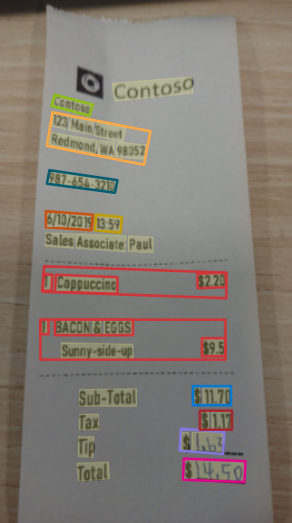 Contoso
Contoso
123 Main Street
Redmond, WA 98052
987-654-3210
6/10/2019 13:59
Sales Associate: Paul
1 Cappuccino $2.20
1 BACON & EGGS
Sunny-side-up $9.5
Sub-Total $11.70
Tax $1.17
Tip $1.63
Total $14.50